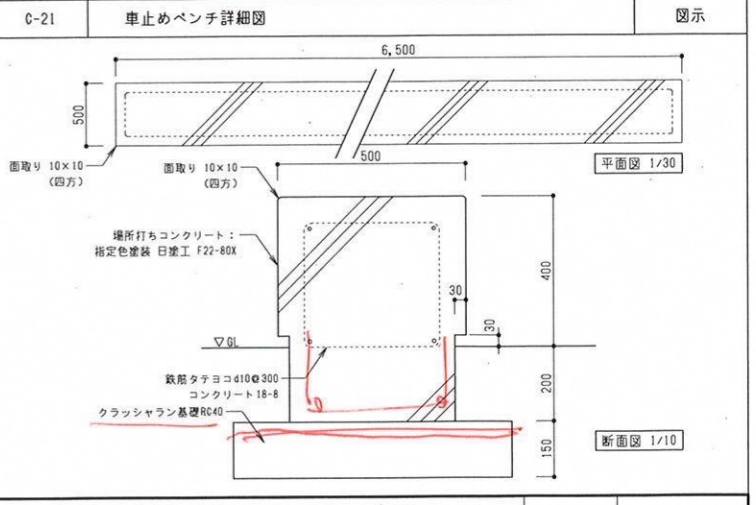 C-21
車止めベンチ詳細図
図示
6,500
500
面取り 10×10
(四方)
平面図 1/30
500
面取り 10×10
(四方)
場所打ちコンクリート:
指定色塗装 日塗工 F22-80X
400
30
30
▽GL
鉄筋タテヨコd10@300
コンクリート18-8
クラッシャラン基礎RC40
200
150
断面図 1/10